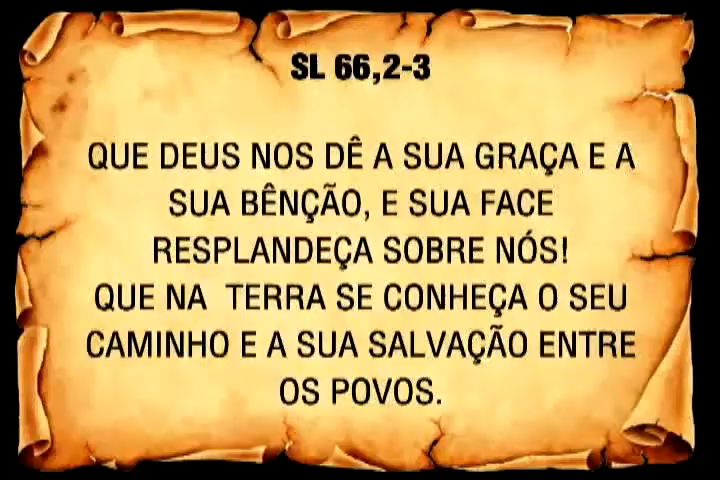 SL 66,2-3
QUE DEUS NOS DÊ A SUA GRAÇA E A
SUA BÊNÇÃO, E SUA FACE
RESPLANDEÇA SOBRE NÓS!
QUE NA  TERRA SE CONHEÇA O SEU
CAMINHO E A SUA SALVAÇÃO ENTRE
OS POVOS.